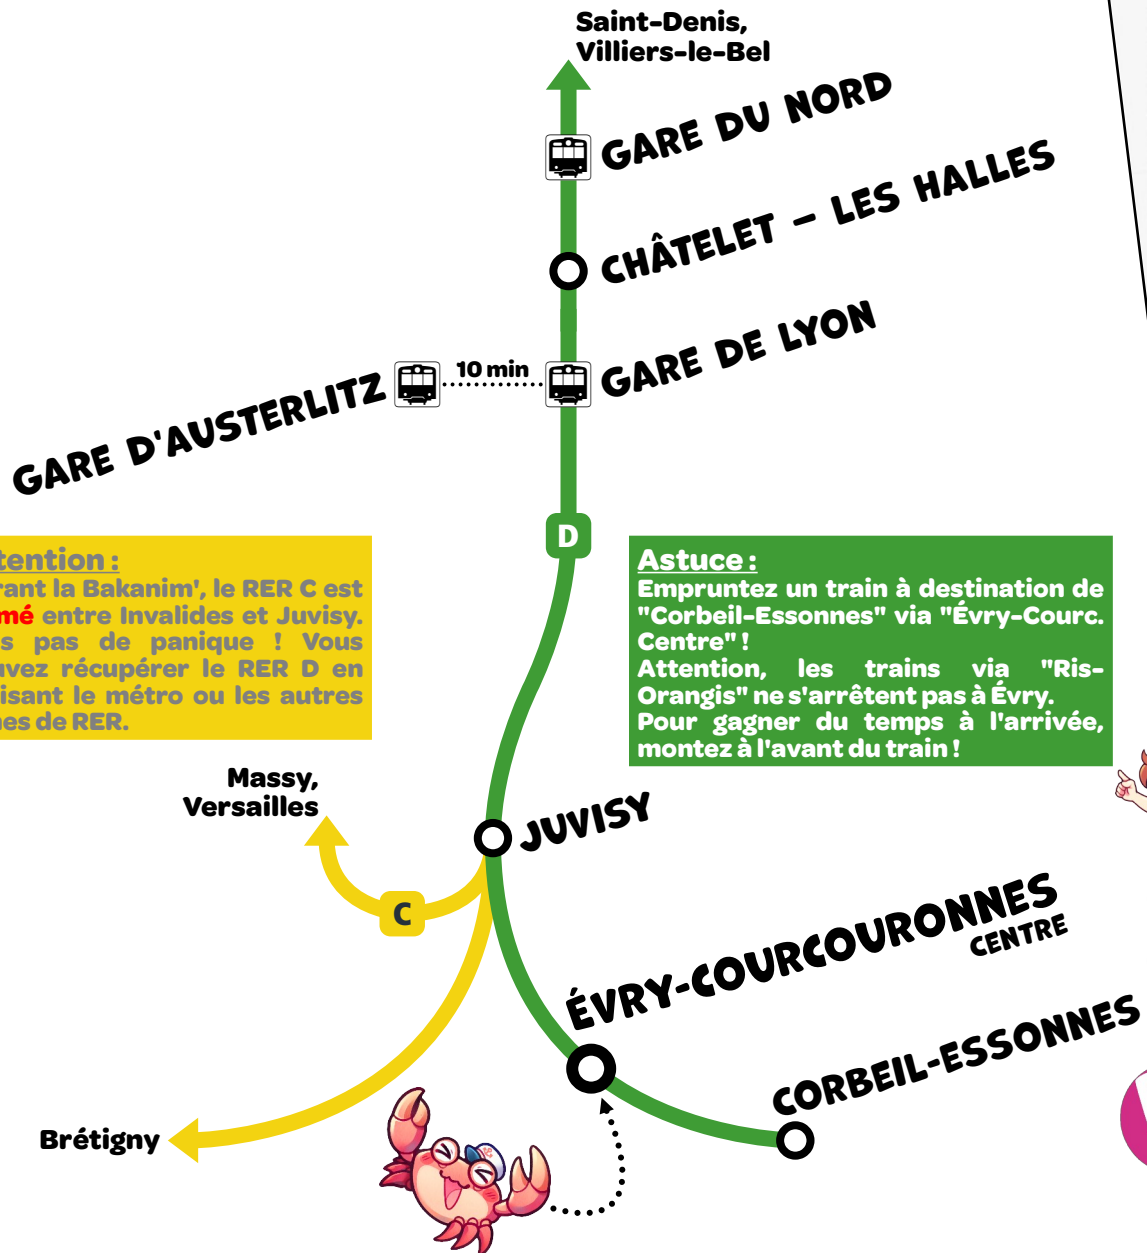 Saint-Denis,
Villiers-le-Bel
GARE DU NORD
CHÂTELET – LES HALLES
GARE DE LYON
10 min
GARE D'AUSTERLITZ
D
tention :
rant la Bakanim', le RER C est
mé entre Invalides et Juvisy.
s pas de panique ! Vous
uvez récupérer le RER D en
isant le métro ou les autres
nes de RER.
Astuce :
Empruntez un train à destination de
"Corbeil-Essonnes" via "Évry-Courc.
Centre" !
Attention, les trains via "Ris-
Orangis" ne s'arrêtent pas à Évry.
Pour gagner du temps à l'arrivée,
montez à l'avant du train !
Massy,
Versailles
JUVISY
C
ÉVRY-COURCOURONNES
CENTRE
CORBEIL-ESSONNES
Brétigny